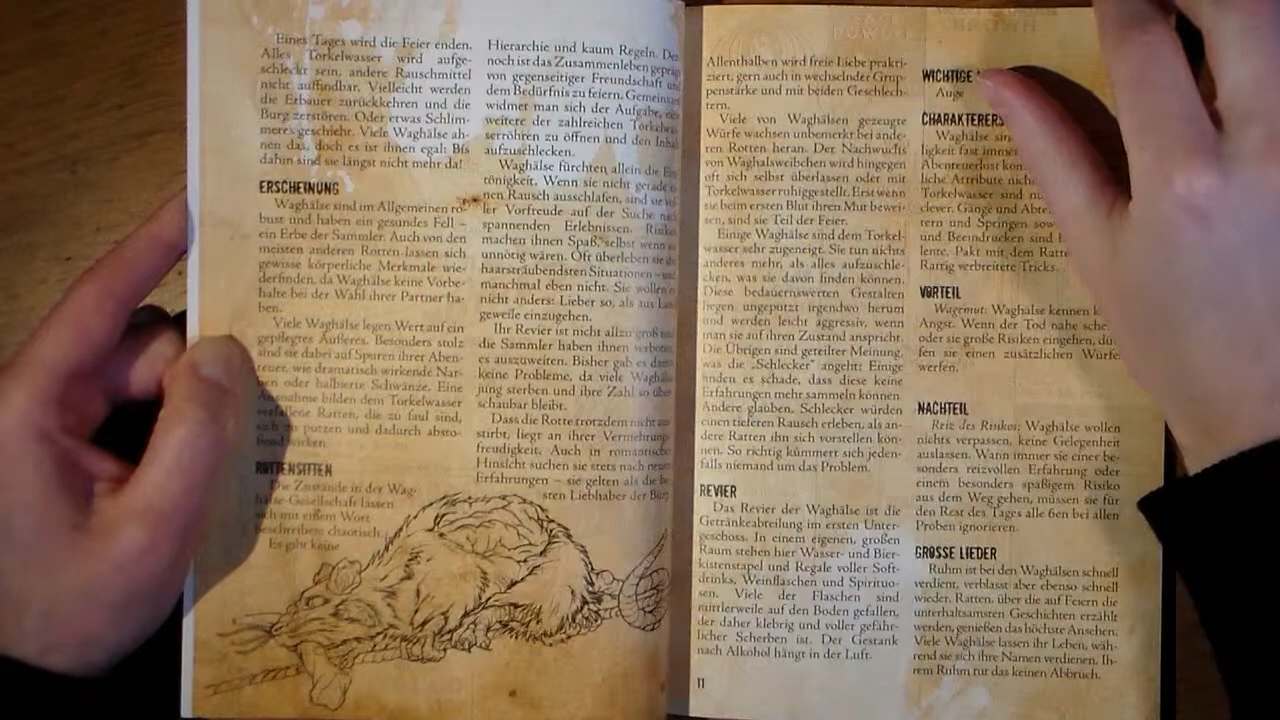 Eines Tages wird die Feier enden.
Alles Torkelwasser wird aufge-
schleckt sein, andere Rauschmittel
nicht auffindbar. Vielleicht werden
die Erbauer zurückkehren und die
Burg zerstören. Oder etwas Schlim-
meres geschieht. Viele Waghälse ah-
nen das, doch es ist ihnen egal: Bis
dahin sind sie längst nicht mehr da!
ERSCHEINUNG
Waghälse sind im Allgemeinen ro-
bust und haben ein gesundes Fell –
ein Erbe der Sammler. Auch von den
meisten anderen Rotten lassen sich
gewisse körperliche Merkmale wie-
derfinden, da Waghälse keine Vorbe-
halte bei der Wahl ihrer Partner ha-
ben.
Viele Waghälse legen Wert auf ein
gepflegtes Äußeres. Besonders stolz
sind sie dabei auf Spuren ihrer Aben-
teuer, wie dramatisch wirkende Nar-
ben oder halbierte Schwänze. Eine
Ausnahme bilden dem Torkelwasser
verfallene Ratten, die zu faul sind,
sich zu putzen und dadurch absto-
ßend wirken.
ROTTENSITTEN
Die Zustände in der Wag-
hälse-Gesellschaft lassen
sich mit einem Wort
beschreiben: chaotisch.
Es gibt keine
Hierarchie und kaum Regeln. Den
noch ist das Zusammenleben geprägt
von gegenseitiger Freundschaft und
dem Bedürfnis zu feiern. Gemeinsam
widmet man sich der Aufgabe,
weitere der zahlreichen
serröhren zu öffnen und den Inhalt
aufzuschlecken.
Waghälse fürchten allein die Ein
tönigkeit. Wenn sie nicht gerade
nen Rausch ausschlafen, sind sie vol
ler Vorfreude auf der Suche nach
spannenden Erlebnissen. Risiken
machen ihnen Spaß, selbst wenn sie
unnötig wären. Oft überleben sie die
haarsträubendsten Situationen – und
manchmal eben nicht. Sie wollen
nicht anders: Lieber so, als aus Lan
geweile einzugehen.
Ihr Revier ist nicht allzu groß und
die Sammler haben ihnen verboten,
es auszuweiten. Bisher gab es damit
keine Probleme, da viele Waghälse
jung sterben und ihre Zahl so über
schaubar bleibt.
Dass die Rotte trotzdem nicht aus
stirbt, liegt an ihrer Vermehrungs
freudigkeit. Auch in romantischer
Hinsicht suchen sie stets nach neuen
Erfahrungen – sie gelten als die be
sten Liebhaber der Burg.
Allenthalben wird freie Liebe prakti-
ziert, gern auch in wechselnder Grup-
penstärke und mit beiden Geschlech-
tern.
Viele von Waghälsen gezeugte
Würfe wachsen unbemerkt bei ande-
ren Rotten heran. Der Nachwuchs
von Waghalsweibchen wird hingegen
oft sich selbst überlassen oder mit
Torkelwasser ruhiggestellt. Erst wenn
sie beim ersten Blut ihren Mut bewei-
sen, sind sie Teil der Feier.
Einige Waghälse sind dem Torkel-
wasser sehr zugeneigt. Sie tun nichts
anderes mehr, als alles aufzuschle-
cken, was sie davon finden können.
Diese bedauernswerten Gestalten
liegen ungeputzt irgendwo herum
und werden leicht aggressiv, wenn
man sie auf ihren Zustand anspricht.
Die Übrigen sind geteilter Meinung,
was die „Schlecker" angeht: Einige
finden es schade, dass diese keine
Erfahrungen mehr sammeln können.
Andere glauben, Schlecker würden
einen tieferen Rausch erleben, als an-
dere Ratten ihn sich vorstellen kön-
nen. So richtig kümmert sich jeden-
falls niemand um das Problem.
REVIER
Das Revier der Waghälse ist die
Getränkeabteilung im ersten Unter-
geschoss. In einem eigenen, großen
Raum stehen hier Wasser- und Bier-
kistenstapel und Regale voller Soft-
drinks, Weinflaschen und Spirituo-
sen. Viele der Flaschen sind
mittlerweile auf den Boden gefallen,
der daher klebrig und voller gefähr-
licher Scherben ist. Der Gestank
nach Alkohol hängt in der Luft.
11
WICHTIGE
Auge
CHARAKTERERS
Waghälse sin
ligkeit fast imme
Abenteuerlust kön
liche Attribute nich
Torkelwasser sind n
clever. Gänge und Abte
tern und Springen sow
und Beeindrucken sind
lente. Pakt mit dem Ratte
Rattig verbreitete Tricks.
VORTEIL
Wagemut: Waghälse kennen k
Angst. Wenn der Tod nahe sche
oder sie große Risiken eingehen, dü
fen sie einen zusätzlichen Würfe
werfen.
NACHTEIL
Reiz des Risikos: Waghälse wollen
nichts verpassen, keine Gelegenheit
auslassen. Wann immer sie einer be-
sonders reizvollen Erfahrung oder
einem besonders spaßigem Risiko
aus dem Weg gehen, müssen sie für
den Rest des Tages alle 6en bei allen
Proben ignorieren.
GROSSE LIEDER
Ruhm ist bei den Waghälsen schnell
verdient, verblasst aber ebenso schnell
wieder. Ratten, über die auf Feiern die
unterhaltsamsten Geschichten erzählt
werden, genießen das höchste Ansehen.
Viele Waghälse lassen ihr Leben, wäh-
rend sie sich ihre Namen verdienen. Ih-
rem Ruhm tut das keinen Abbruch.